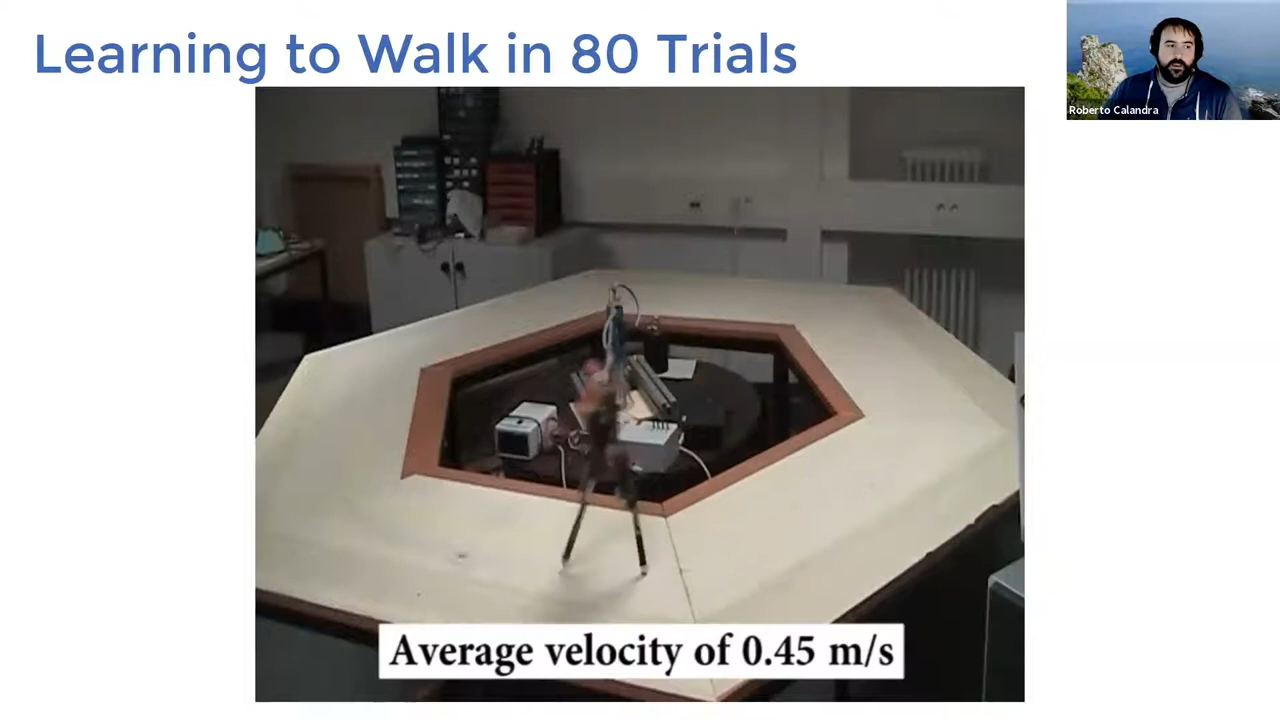 Learning to Walk in 80 Trials
Roberto Calandra
Average velocity of 0.45 m/s